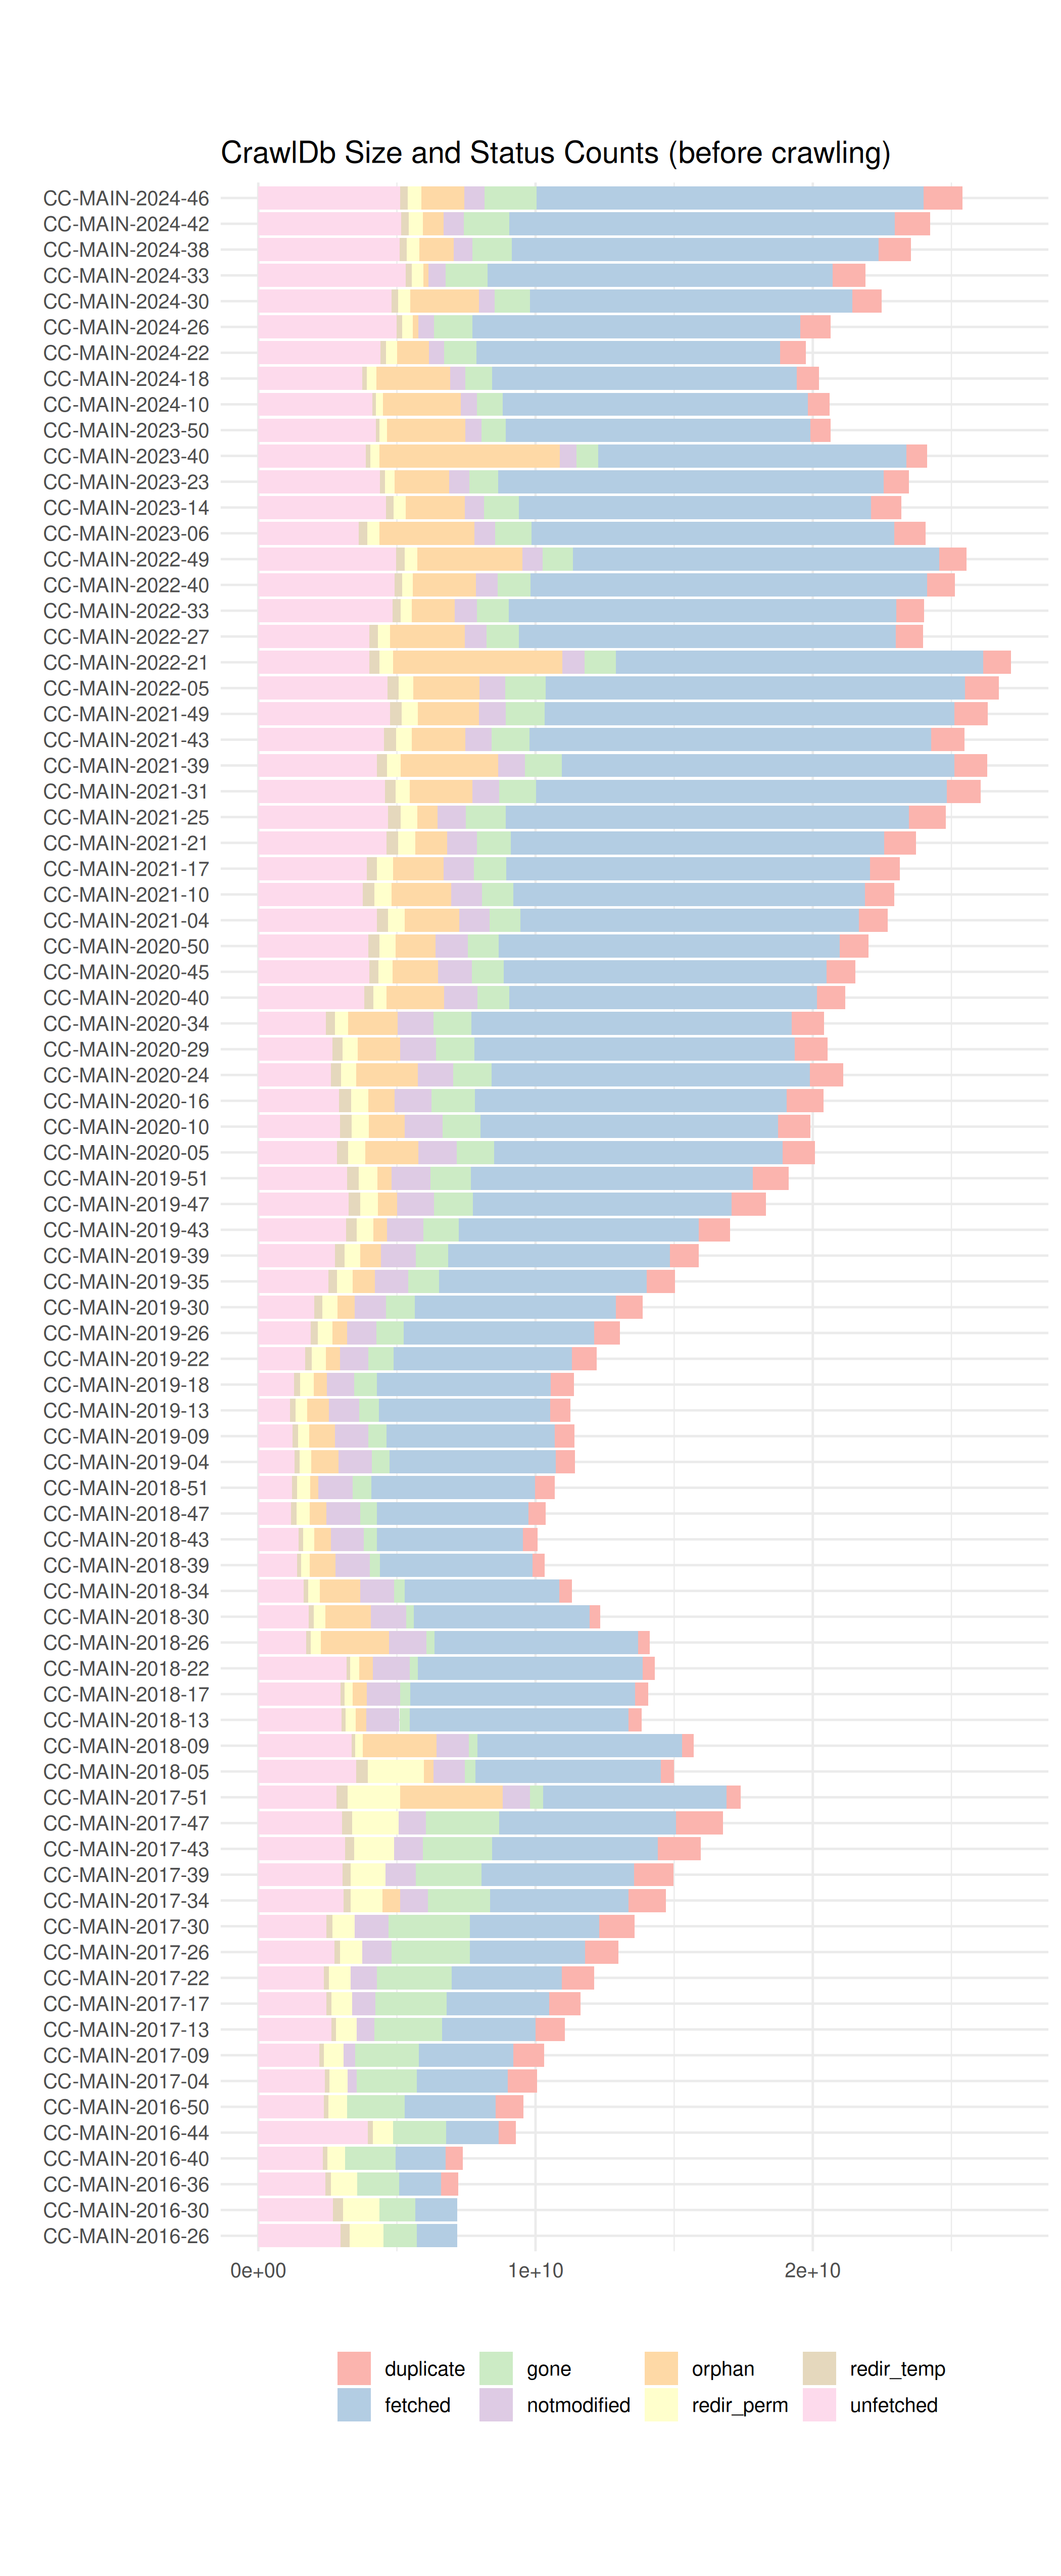 CrawlDb Size and Status Counts (before crawling)
CC-MAIN-2024-46
CC-MAIN-2024-42
CC-MAIN-2024-38
CC-MAIN-2024-33
CC-MAIN-2024-30
CC-MAIN-2024-26
CC-MAIN-2024-22
CC-MAIN-2024-18
CC-MAIN-2024-10
CC-MAIN-2023-50
CC-MAIN-2023-40
CC-MAIN-2023-23
CC-MAIN-2023-14
CC-MAIN-2023-06
CC-MAIN-2022-49
CC-MAIN-2022-40
CC-MAIN-2022-33
CC-MAIN-2022-27
CC-MAIN-2022-21
CC-MAIN-2022-05
CC-MAIN-2021-49
CC-MAIN-2021-43
CC-MAIN-2021-39
CC-MAIN-2021-31
CC-MAIN-2021-25
CC-MAIN-2021-21
CC-MAIN-2021-17
CC-MAIN-2021-10
CC-MAIN-2021-04
CC-MAIN-2020-50
CC-MAIN-2020-45
CC-MAIN-2020-40
CC-MAIN-2020-34
CC-MAIN-2020-29
CC-MAIN-2020-24
CC-MAIN-2020-16
CC-MAIN-2020-10
CC-MAIN-2020-05
CC-MAIN-2019-51
CC-MAIN-2019-47
CC-MAIN-2019-43
CC-MAIN-2019-39
CC-MAIN-2019-35
CC-MAIN-2019-30
CC-MAIN-2019-26
CC-MAIN-2019-22
CC-MAIN-2019-18
CC-MAIN-2019-13
CC-MAIN-2019-09
CC-MAIN-2019-04
CC-MAIN-2018-51
CC-MAIN-2018-47
CC-MAIN-2018-43
CC-MAIN-2018-39
CC-MAIN-2018-34
CC-MAIN-2018-30
CC-MAIN-2018-26
CC-MAIN-2018-22
CC-MAIN-2018-17
CC-MAIN-2018-13
CC-MAIN-2018-09
CC-MAIN-2018-05
CC-MAIN-2017-51
CC-MAIN-2017-47
CC-MAIN-2017-43
CC-MAIN-2017-39
CC-MAIN-2017-34
CC-MAIN-2017-30
CC-MAIN-2017-26
CC-MAIN-2017-22
CC-MAIN-2017-17
CC-MAIN-2017-13
CC-MAIN-2017-09
CC-MAIN-2017-04
CC-MAIN-2016-50
CC-MAIN-2016-44
CC-MAIN-2016-40
CC-MAIN-2016-36
CC-MAIN-2016-30
CC-MAIN-2016-26
0e+00 1e+10 2e+10
duplicate gone orphan redir_temp
fetched notmodified redir_perm unfetched